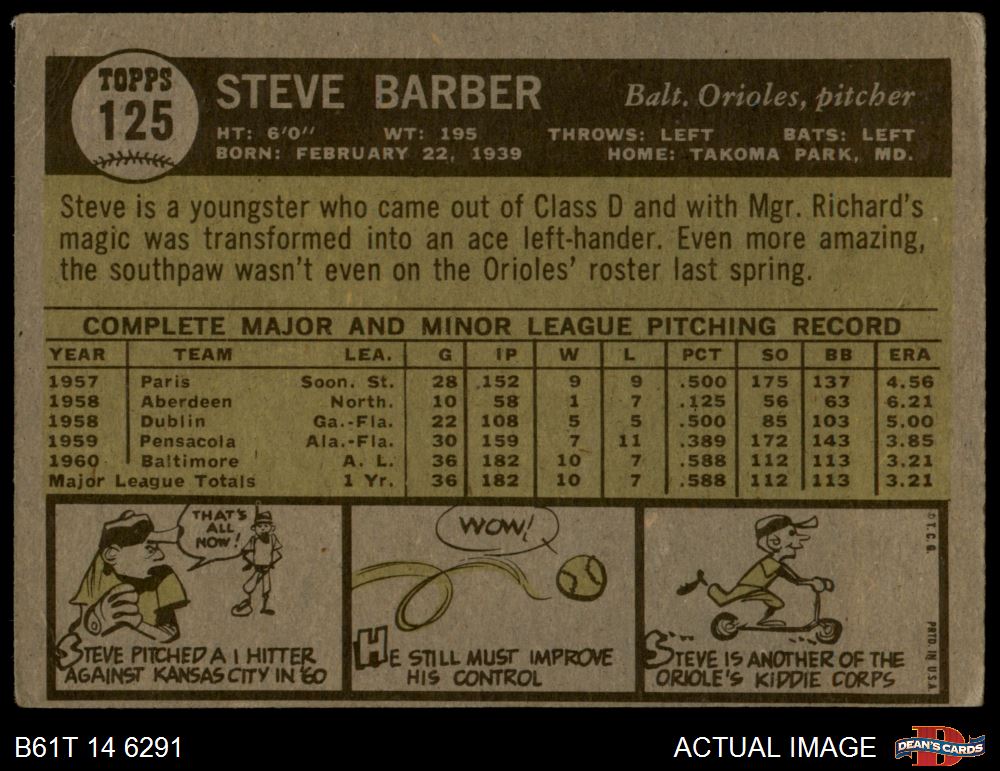 TOPPS
125
STEVE BARBER
Balt. Orioles, pitcher
HT: 6'0" WT: 195 THROWS: LEFT BATS: LEFT
BORN: FEBRUARY 22, 1939 HOME: TAKOMA PARK, MD.
Steve is a youngster who came out of Class D and with Mgr. Richard's
magic was transformed into an ace left-hander. Even more amazing,
the southpaw wasn't even on the Orioles' roster last spring.
COMPLETE MAJOR AND MINOR LEAGUE PITCHING RECORD
YEAR TEAM LEA. G IP W L PCT SO BB ERA
1957 Paris Soon. St. 28 152 9 9 .500 175 137 4.56
1958 Aberdeen North. 10 58 1 7 .125 56 63 6.21
1958 Dublin Ga.-Fla. 22 108 5 5 .500 85 103 5.00
1959 Pensacola Ala.-Fla. 30 159 7 11 .389 172 143 3.85
1960 Baltimore A. L. 36 182 10 7 .588 112 113 3.21
Major League Totals 1 Yr. 36 182 10 7 .588 112 113 3.21
THAT'S
ALL
NOW!
STEVE PITCHED A 1 HITTER
AGAINST KANSAS CITY IN '60
WOW!
HE STILL MUST IMPROVE
HIS CONTROL
STEVE IS ANOTHER OF THE
ORIOLE'S KIDDIE CORPS
© T.C.G.
PRTD. IN U.S.A.
B61T 14 6291
ACTUAL IMAGE
D
DEAN'S CARDS